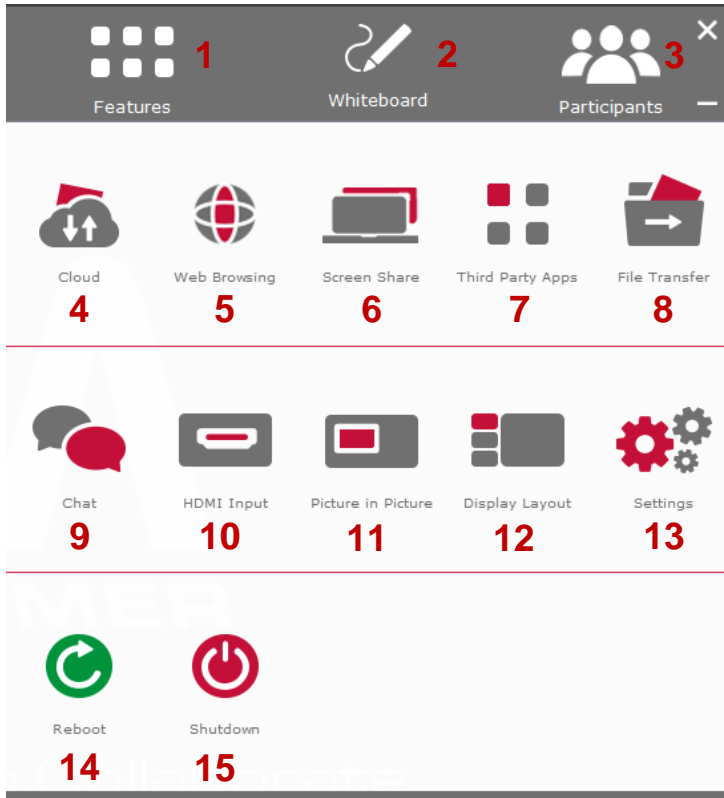 1 2 3
Features Whiteboard Participants
Cloud Web Browsing Screen Share Third Party Apps File Transfer
4 5 6 7 8
Chat HDMI Input Picture in Picture Display Layout Settings
9 10 11 12 13
MER
Reboot Shutdown
14 15
Collaborate